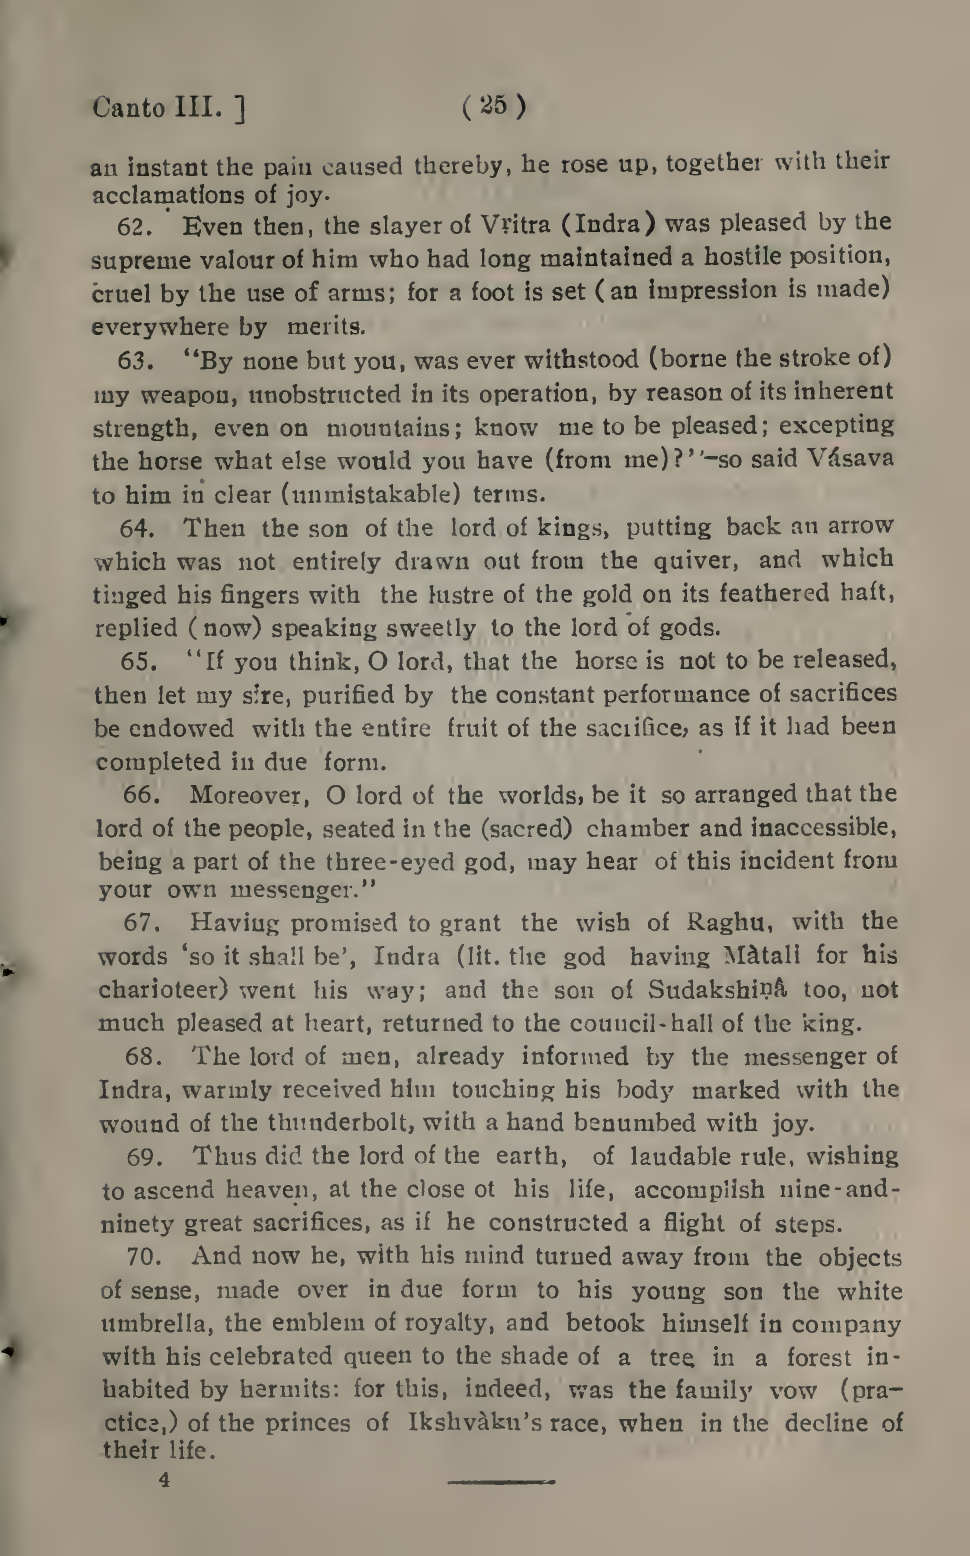 Canto III. ] (25)
an instant the pain caused thereby, he rose up, together with their
acclamations of joy.
62. Even then, the slayer of Vritra (Indra) was pleased by the
supreme valour of him who had long maintained a hostile position,
cruel by the use of arms; for a foot is set (an impression is made)
everywhere by merits.
63. "By none but you, was ever withstood (borne the stroke of)
my weapon, unobstructed in its operation, by reason of its inherent
strength, even on mountains; know me to be pleased; excepting
the horse what else would you have (from me)?"—so said Vásava
to him in clear (unmistakable) terms.
64. Then the son of the lord of kings, putting back an arrow
which was not entirely drawn out from the quiver, and which
tinged his fingers with the lustre of the gold on its feathered haft,
replied (now) speaking sweetly to the lord of gods.
65. "If you think, O lord, that the horse is not to be released,
then let my sire, purified by the constant performance of sacrifices
be endowed with the entire fruit of the sacrifice, as if it had been
completed in due form.
66. Moreover, O lord of the worlds, be it so arranged that the
lord of the people, seated in the (sacred) chamber and inaccessible,
being a part of the three-eyed god, may hear of this incident from
your own messenger."
67. Having promised to grant the wish of Raghu, with the
words 'so it shall be', Indra (lit. the god having Màtali for his
charioteer) went his way; and the son of Sudakshiṇâ too, not
much pleased at heart, returned to the council-hall of the king.
68. The lord of men, already informed by the messenger of
Indra, warmly received him touching his body marked with the
wound of the thunderbolt, with a hand benumbed with joy.
69. Thus did the lord of the earth, of laudable rule, wishing
to ascend heaven, at the close ot his life, accomplish nine-and-
ninety great sacrifices, as if he constructed a flight of steps.
70. And now he, with his mind turned away from the objects
of sense, made over in due form to his young son the white
umbrella, the emblem of royalty, and betook himself in company
with his celebrated queen to the shade of a tree in a forest in-
habited by hermits: for this, indeed, was the family vow (pra-
ctice,) of the princes of Ikshvàku's race, when in the decline of
their life.
4